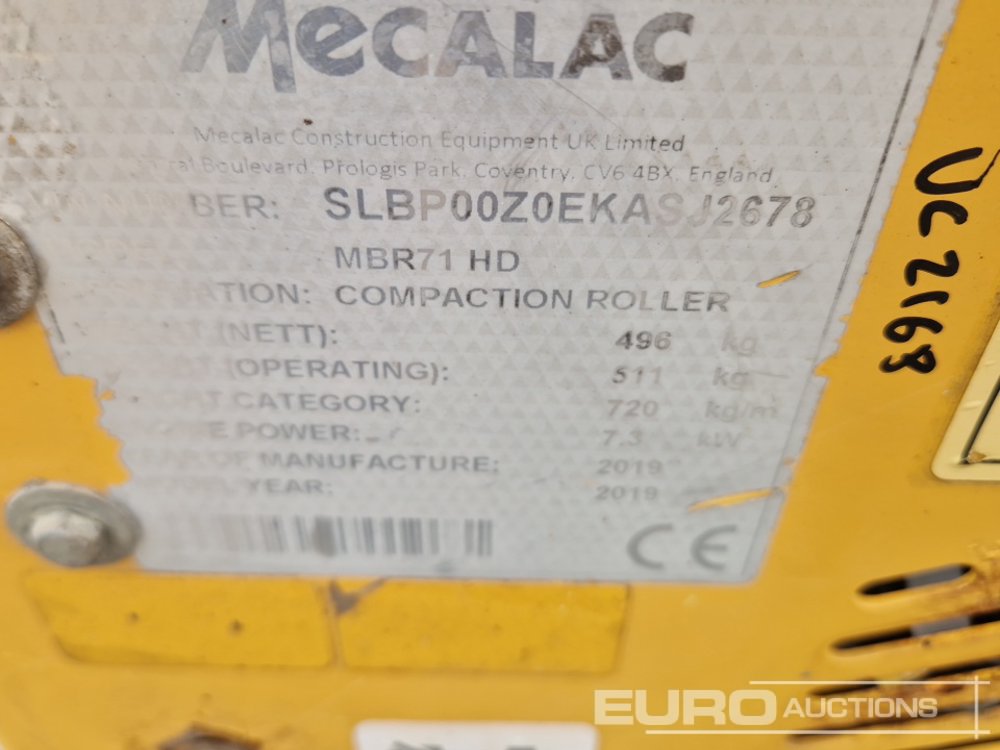 MECALAC
Mecalac Construction Equipment UK Limited
Boulevard, Prologis Park, Coventry, CV6 4BX, England
BER: SLBP00Z0EKASJ2678
MBR71 HD
ATION: COMPACTION ROLLER
(NETT): 496 kg
(OPERATING): 511 kg
CATEGORY: 720 kg/m
POWER: 7.3 kW
OF MANUFACTURE: 2019
YEAR: 2019
CE
UC2168
EURO AUCTIONS